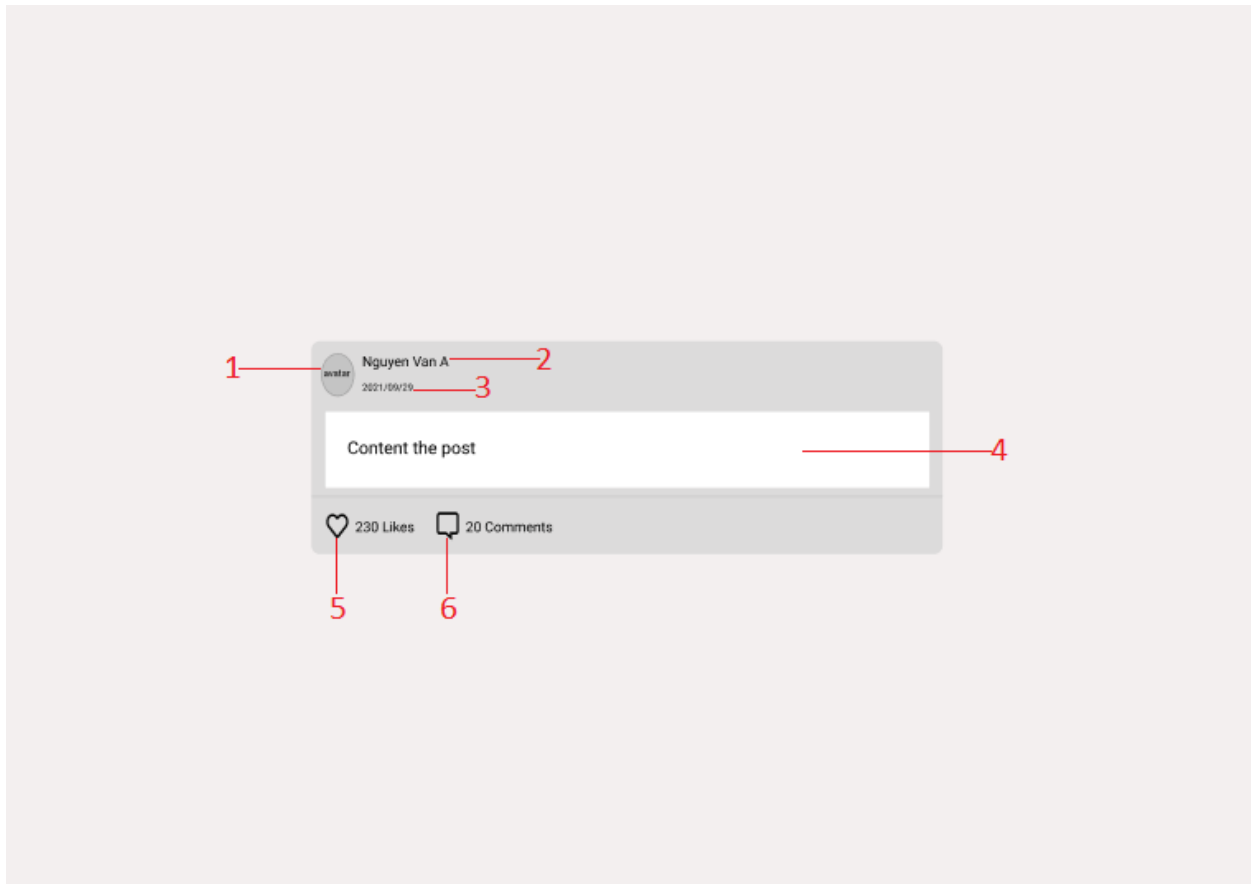 1
avatar
Nguyen Van A
2
2021/09/29
3
Content the post
4
230 Likes
20 Comments
5
6